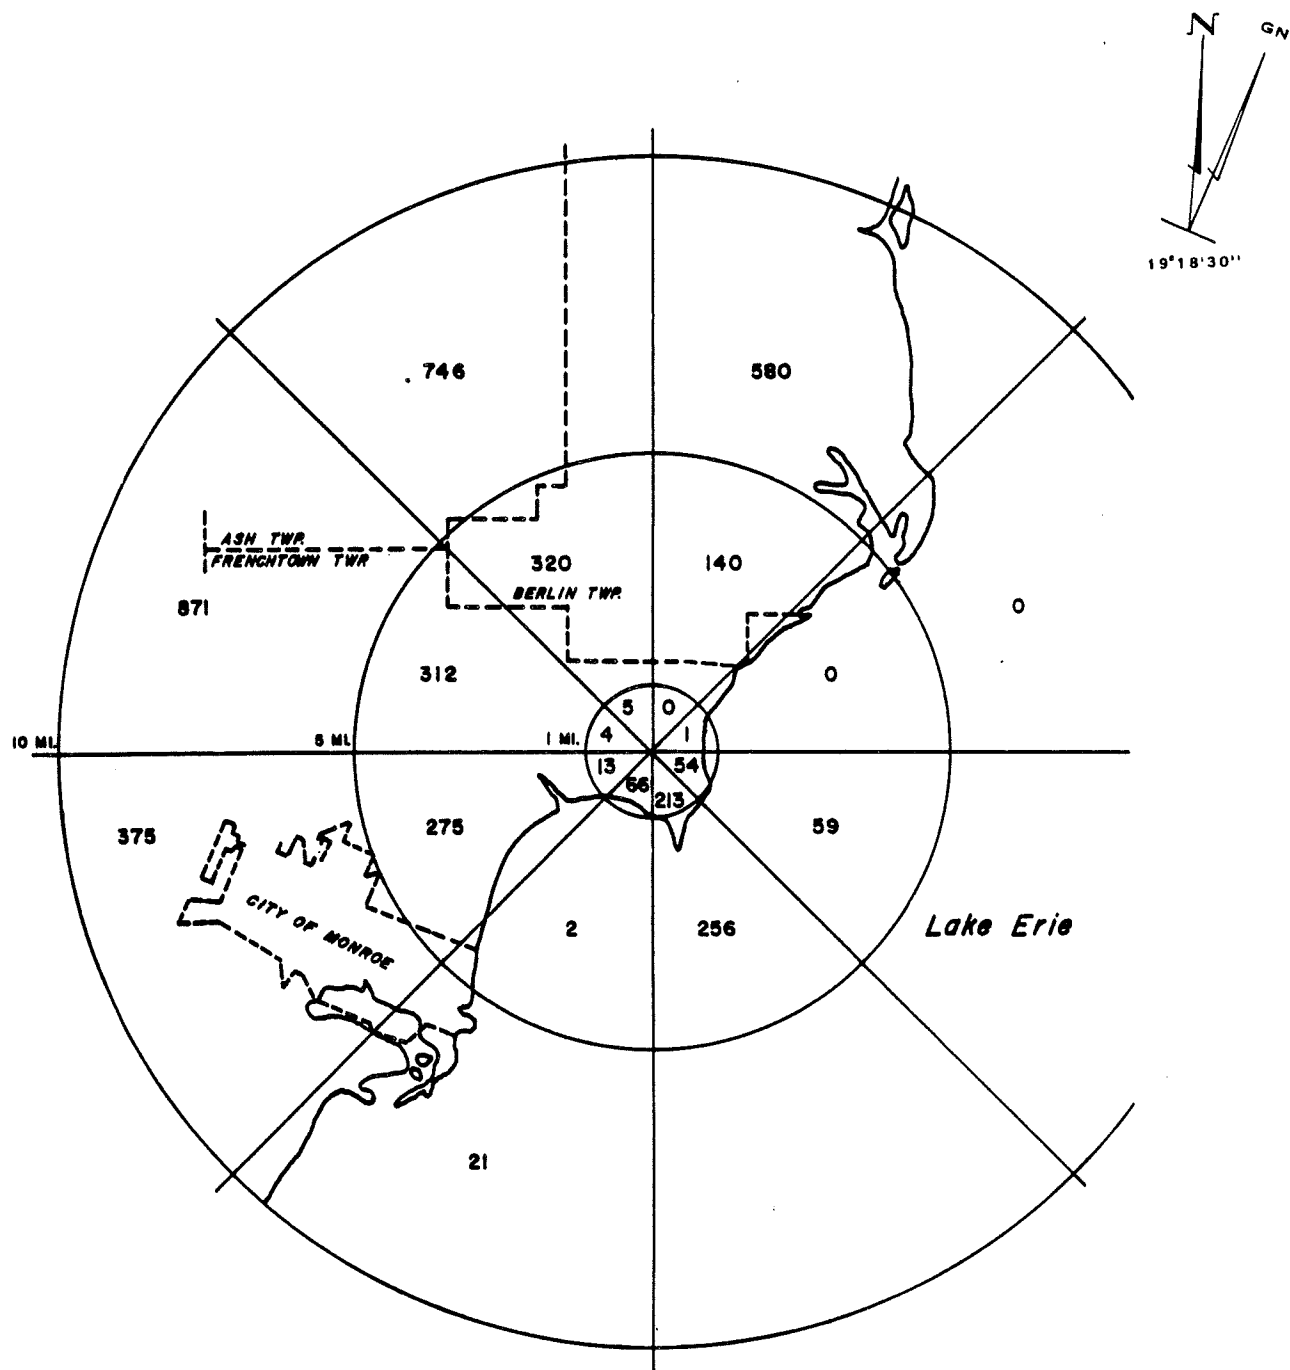 N GN
19°18'30"
746 580
ASH TWP.
FRENCHTOWN TWP.
320 140
BERLIN TWP.
871 0
312 0
5 0
4 1
10 MI. 5 MI. 1 MI.
13 54
66 213
375 275 59
CITY OF MONROE
2 256
Lake Erie
21